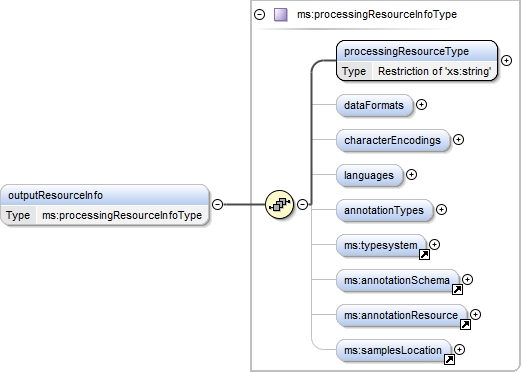 ms:processingResourceInfoType
processingResourceType
Type Restriction of 'xs:string'
dataFormats
characterEncodings
languages
outputResourceInfo
Type ms:processingResourceInfoType
annotationTypes
ms:typesystem
ms:annotationSchema
ms:annotationResource
ms:samplesLocation